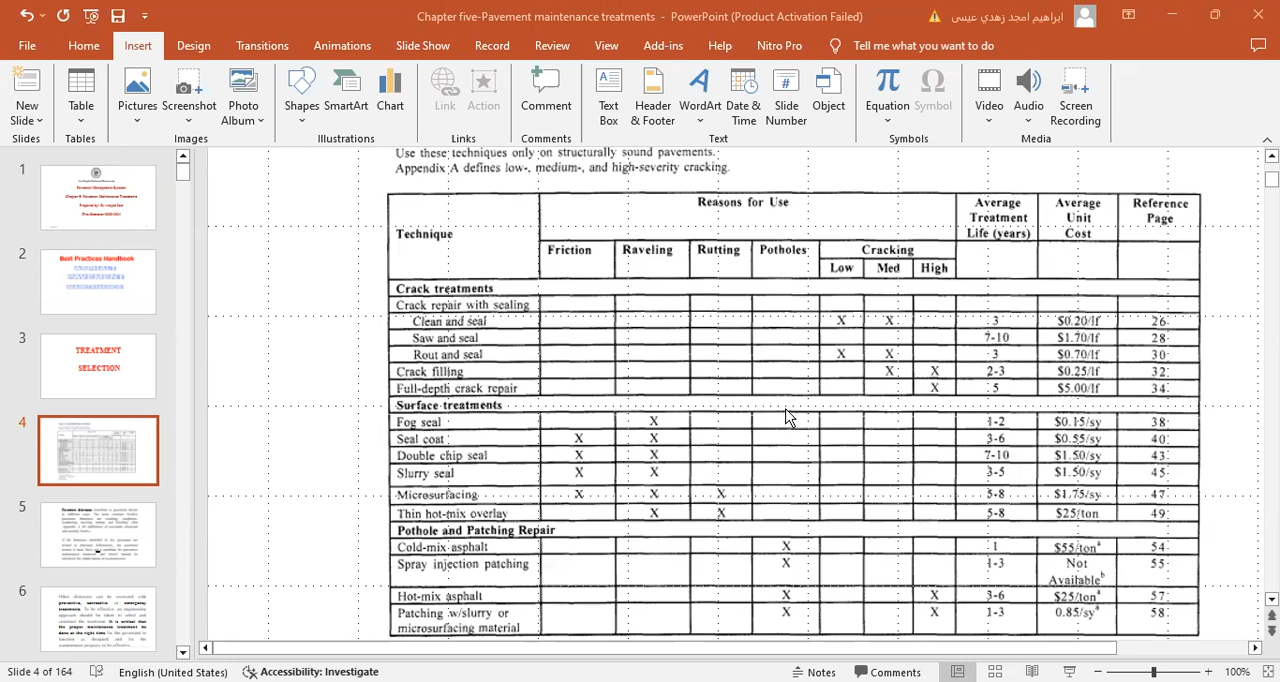 Chapter five-Pavement maintenance treatments - PowerPoint (Product Activation Failed)
ابراهيم امجد زهدي عيسى
File Home Insert Design Transitions Animations Slide Show Record Review View Add-ins Help Nitro Pro Tell me what you want to do
New Slide Table Pictures Screenshot Photo Album Shapes SmartArt Chart Link Action Comment Text Box Header & Footer WordArt Date & Time Slide Number Object Equation Symbol Video Audio Screen Recording
Slides Tables Images Illustrations Links Comments Text Symbols Media
1
2
Best Practices Handbook
ASPHALT
PAVEMENT
MAINTENANCE
3
TREATMENT
SELECTION
4
5
6
Use these techniques only on structurally sound pavements.
Appendix A defines low-, medium-, and high-severity cracking.
Technique Reasons for Use Average Treatment Life (years) Average Unit Cost Reference Page
Friction Raveling Rutting Potholes Cracking
Low Med High
Crack treatments
Crack repair with sealing
Clean and seal X X 3 $0.20/lf 26
Saw and seal 7-10 $1.70/lf 28
Rout and seal X X 3 $0.70/lf 30
Crack filling X X 2-3 $0.25/lf 32
Full-depth crack repair X 5 $5.00/lf 34
Surface treatments
Fog seal X 1-2 $0.15/sy 38
Seal coat X X 3-6 $0.55/sy 40
Double chip seal X X 7-10 $1.50/sy 43
Slurry seal X X 3-5 $1.50/sy 45
Microsurfacing X X X 5-8 $1.75/sy 47
Thin hot-mix overlay X X 5-8 $25/ton 49
Pothole and Patching Repair
Cold-mix asphalt X 1 $55/ton a 54
Spray injection patching X 1-3 Not Available b 55
Hot-mix asphalt X X 3-6 $25/ton a 57
Patching w/slurry or microsurfacing material X X 1-3 0.85/sy a 58
Slide 4 of 164 English (United States) Accessibility: Investigate Notes Comments 100%